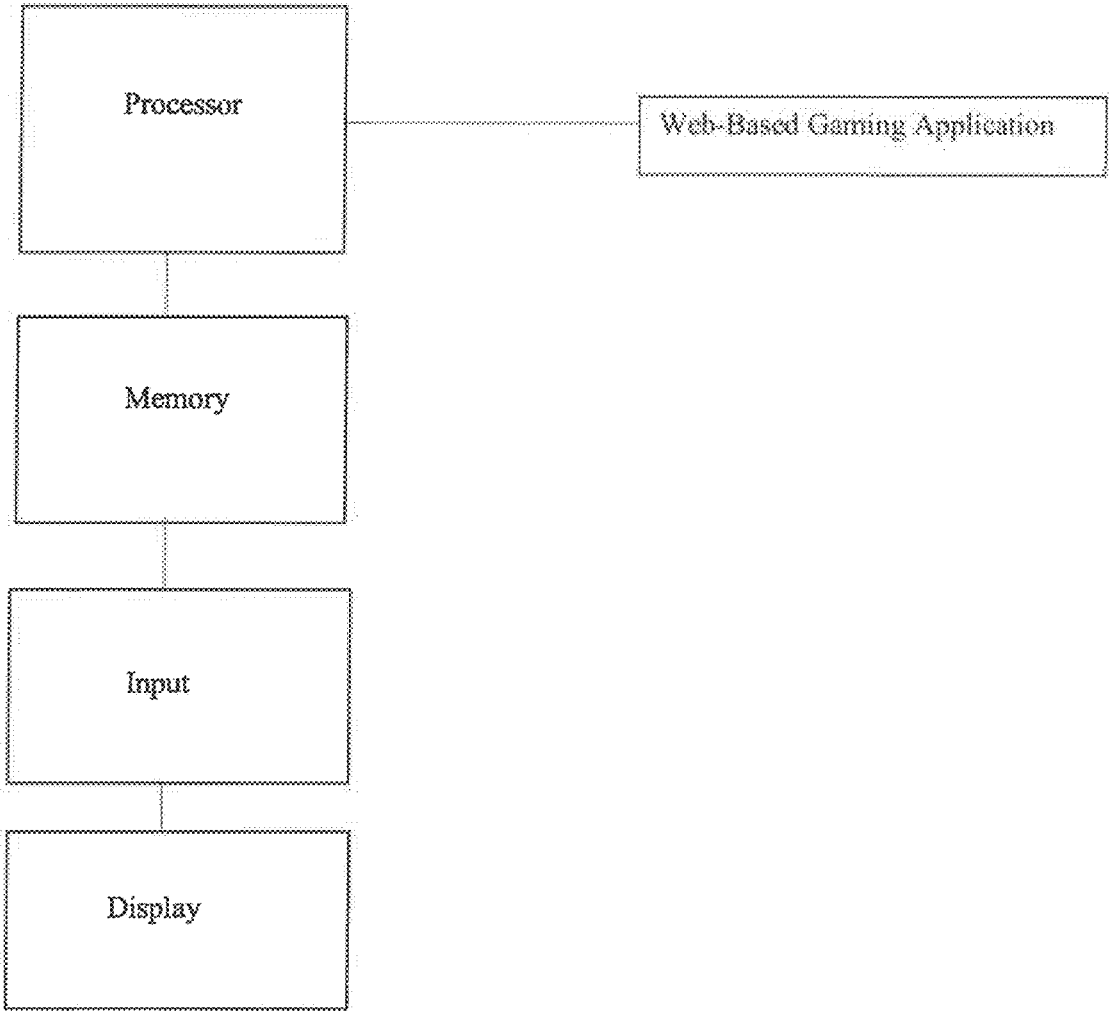 Processor
Web-Based Gaming Application
Memory
Input
Display